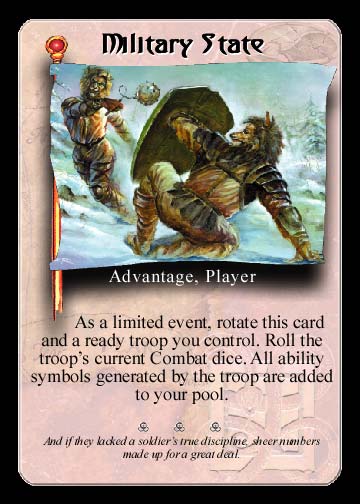 Military State
Advantage, Player
As a limited event, rotate this card
and a ready troop you control. Roll the
troop's current Combat dice. All ability
symbols generated by the troop are added
to your pool.
And if they lacked a soldier's true discipline, sheer numbers
made up for a great deal.